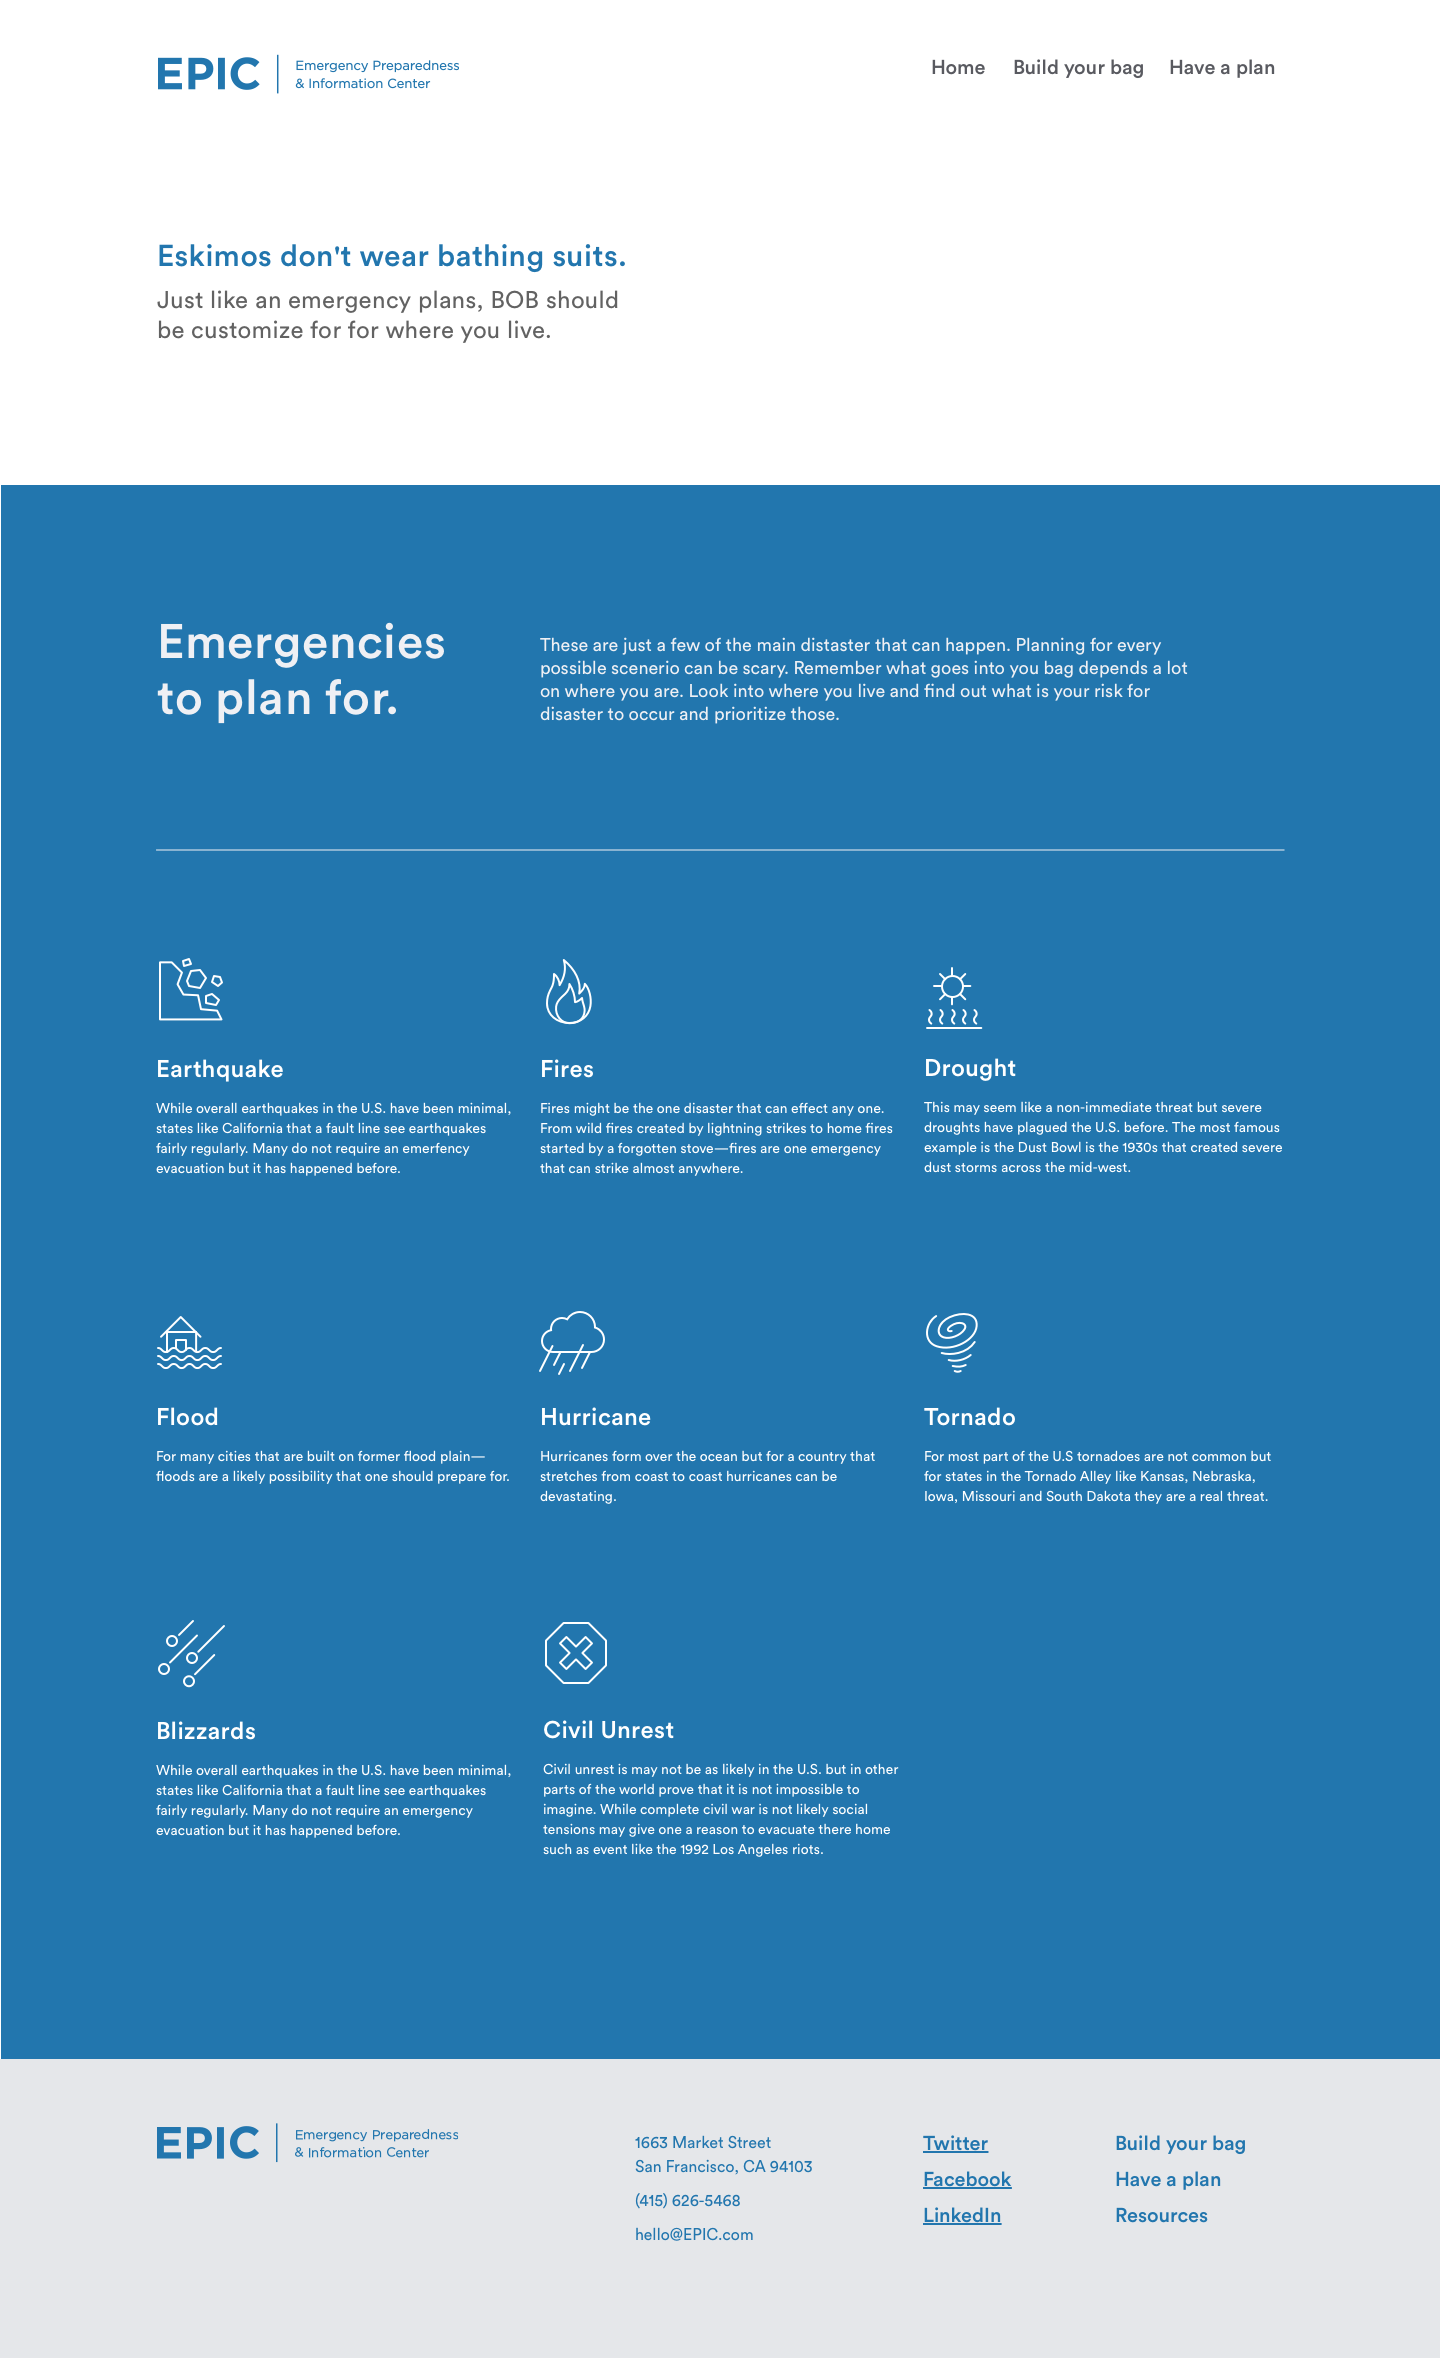 EPIC
Emergency Preparedness
& Information Center
Home
Build your bag
Have a plan
Eskimos don't wear bathing suits.
Just like an emergency plans, BOB should
be customize for for where you live.
Emergencies
to plan for.
These are just a few of the main distaster that can happen. Planning for every
possible scenerio can be scary. Remember what goes into you bag depends a lot
on where you are. Look into where you live and find out what is your risk for
disaster to occur and prioritize those.
Earthquake
While overall earthquakes in the U.S. have been minimal,
states like California that a fault line see earthquakes
fairly regularly. Many do not require an emerfency
evacuation but it has happened before.
Fires
Fires might be the one disaster that can effect any one.
From wild fires created by lightning strikes to home fires
started by a forgotten stove—fires are one emergency
that can strike almost anywhere.
Drought
This may seem like a non-immediate threat but severe
droughts have plagued the U.S. before. The most famous
example is the Dust Bowl is the 1930s that created severe
dust storms across the mid-west.
Flood
For many cities that are built on former flood plain—
floods are a likely possibility that one should prepare for.
Hurricane
Hurricanes form over the ocean but for a country that
stretches from coast to coast hurricanes can be
devastating.
Tornado
For most part of the U.S tornadoes are not common but
for states in the Tornado Alley like Kansas, Nebraska,
Iowa, Missouri and South Dakota they are a real threat.
Blizzards
While overall earthquakes in the U.S. have been minimal,
states like California that a fault line see earthquakes
fairly regularly. Many do not require an emergency
evacuation but it has happened before.
Civil Unrest
Civil unrest is may not be as likely in the U.S. but in other
parts of the world prove that it is not impossible to
imagine. While complete civil war is not likely social
tensions may give one a reason to evacuate there home
such as event like the 1992 Los Angeles riots.
EPIC
Emergency Preparedness
& Information Center
1663 Market Street
San Francisco, CA 94103
(415) 626-5468
hello@EPIC.com
Twitter
Facebook
LinkedIn
Build your bag
Have a plan
Resources